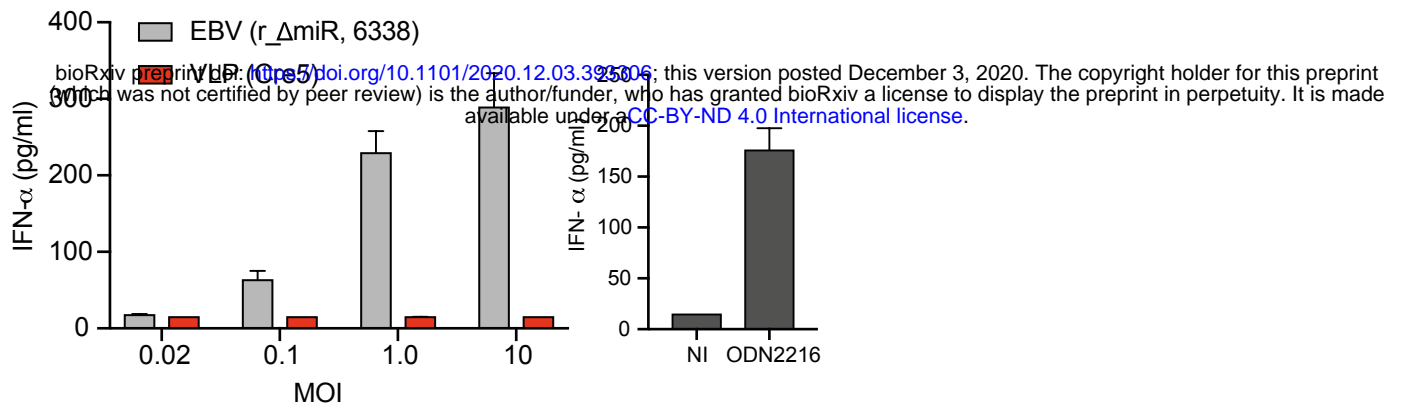 400
EBV (r_ΔmiR, 6338)
VLP (C e5)
bioRxiv preprint doi: https://doi.org/10.1101/2020.12.03.393306; this version posted December 3, 2020. The copyright holder for this preprint
(which was not certified by peer review) is the author/funder, who has granted bioRxiv a license to display the preprint in perpetuity. It is made
available under aCC-BY-ND 4.0 International license.
300
200
100
0
IFN-α (pg/ml)
0.02 0.1 1.0 10
MOI
250
200
150
100
50
0
IFN- α (pg/ml)
NI ODN2216